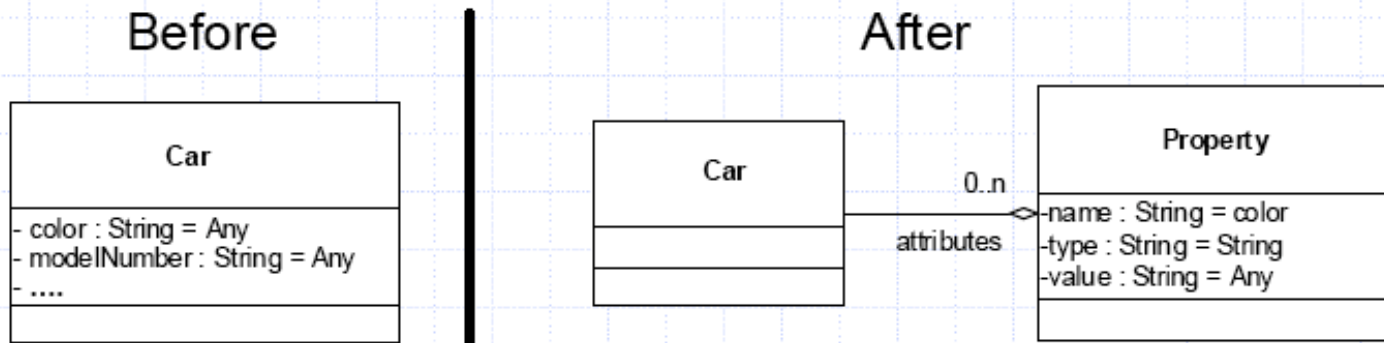 Before
After
Car
- color : String = Any
- modelNumber : String = Any
- ....
Car
0..n
attributes
Property
-name : String = color
-type : String = String
-value : String = Any